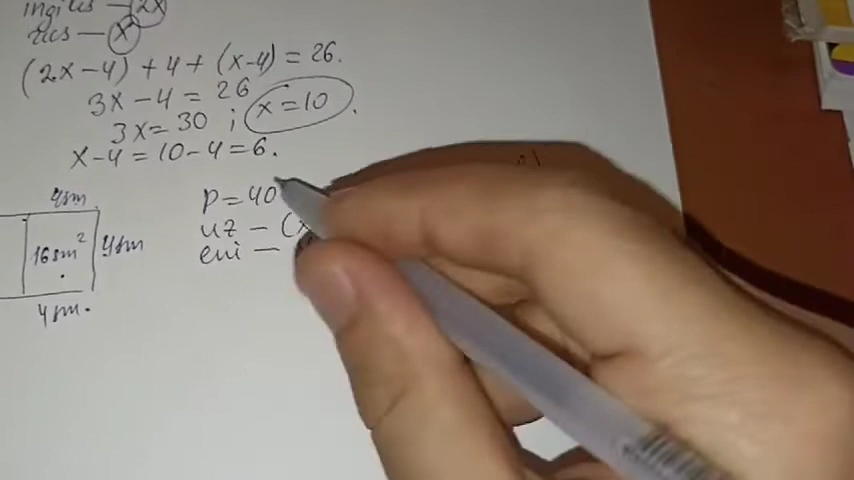 ingilis — 2x
rus — x
(2x-4) + 4 + (x-4) = 26.
3x - 4 = 26
3x = 30 ; x = 10.
x-4 = 10-4 = 6.
4sm
16sm²
4sm
4sm.
P = 40
uz — (x
eni —